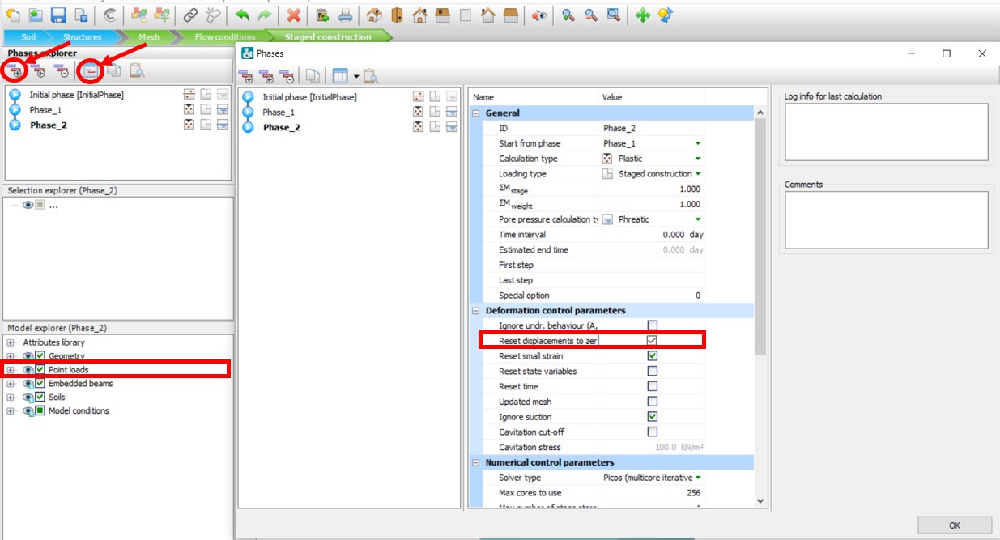 Soil Structures Mesh Flow conditions Staged construction
Phases explorer
Initial phase [InitialPhase]
Phase_1
Phase_2
Selection explorer (Phase_2)
...
Model explorer (Phase_2)
Attributes library
Geometry
Point loads
Embedded beams
Soils
Model conditions
Phases
Initial phase [InitialPhase]
Phase_1
Phase_2
Name Value
General
ID Phase_2
Start from phase Phase_1
Calculation type Plastic
Loading type Staged construction
ΣM stage 1.000
ΣM weight 1.000
Pore pressure calculation ty Phreatic
Time interval 0.000 day
Estimated end time 0.000 day
First step
Last step
Special option 0
Deformation control parameters
Ignore undr. behaviour (A,
Reset displacements to zer
Reset small strain
Reset state variables
Reset time
Updated mesh
Ignore suction
Cavitation cut-off
Cavitation stress 100.0 kN/m²
Numerical control parameters
Solver type Picos (multicore iterative
Max cores to use 256
Log info for last calculation
Comments
OK